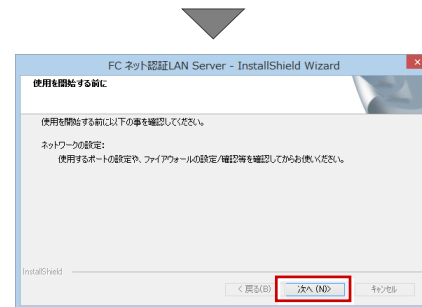 FC ネット認証LAN Server - InstallShield Wizard
使用を開始する前に
使用を開始する前に以下の事を確認してください。
ネットワークの設定:
使用するポートの設定や、ファイアウォールの設定/確認等を確認してからお使いください。
InstallShield
< 戻る(B)
次へ (N)>
キャンセル